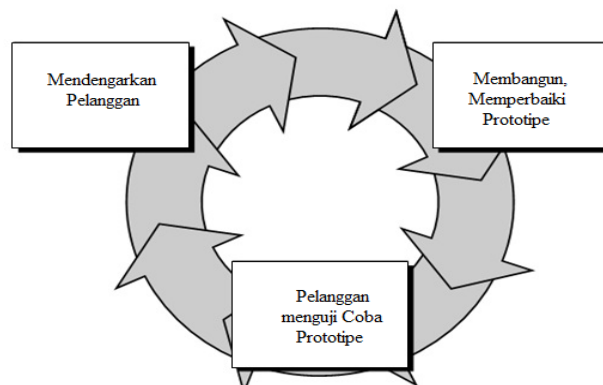 Mendengarkan
Pelanggan
Membangun,
Memperbaiki
Prototipe
Pelanggan
menguji Coba
Prototipe